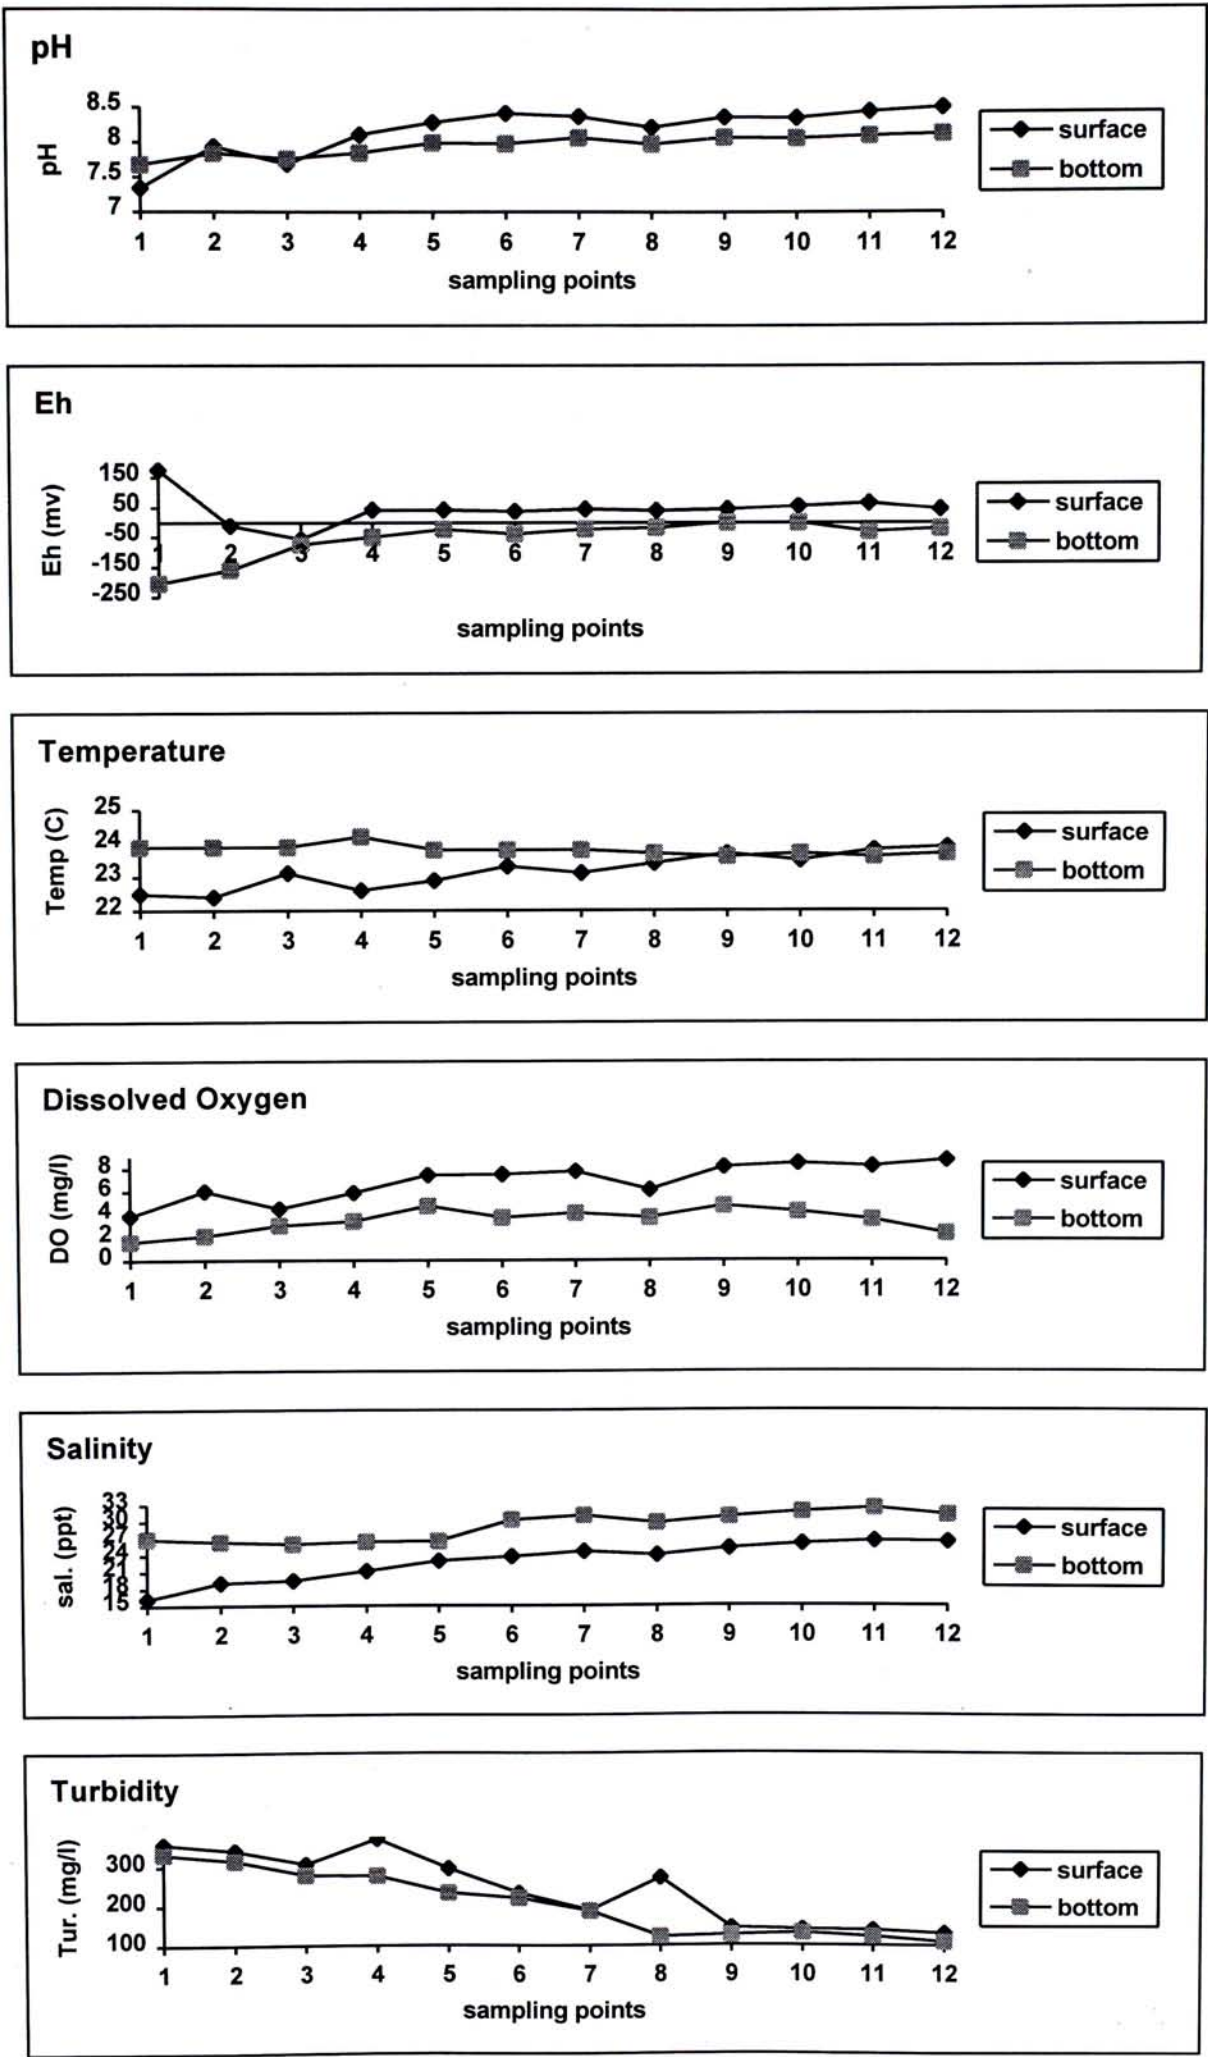 pH
8.5
8
7.5
7
pH
1 2 3 4 5 6 7 8 9 10 11 12
sampling points
surface
bottom
Eh
150
50
-50
-150
-250
Eh (mv)
1 2 3 4 5 6 7 8 9 10 11 12
sampling points
surface
bottom
Temperature
25
24
23
22
Temp (C)
1 2 3 4 5 6 7 8 9 10 11 12
sampling points
surface
bottom
Dissolved Oxygen
8
6
4
2
0
DO (mg/l)
1 2 3 4 5 6 7 8 9 10 11 12
sampling points
surface
bottom
Salinity
33
30
27
24
21
18
15
sal. (ppt)
1 2 3 4 5 6 7 8 9 10 11 12
sampling points
surface
bottom
Turbidity
300
200
100
Tur. (mg/l)
1 2 3 4 5 6 7 8 9 10 11 12
sampling points
surface
bottom